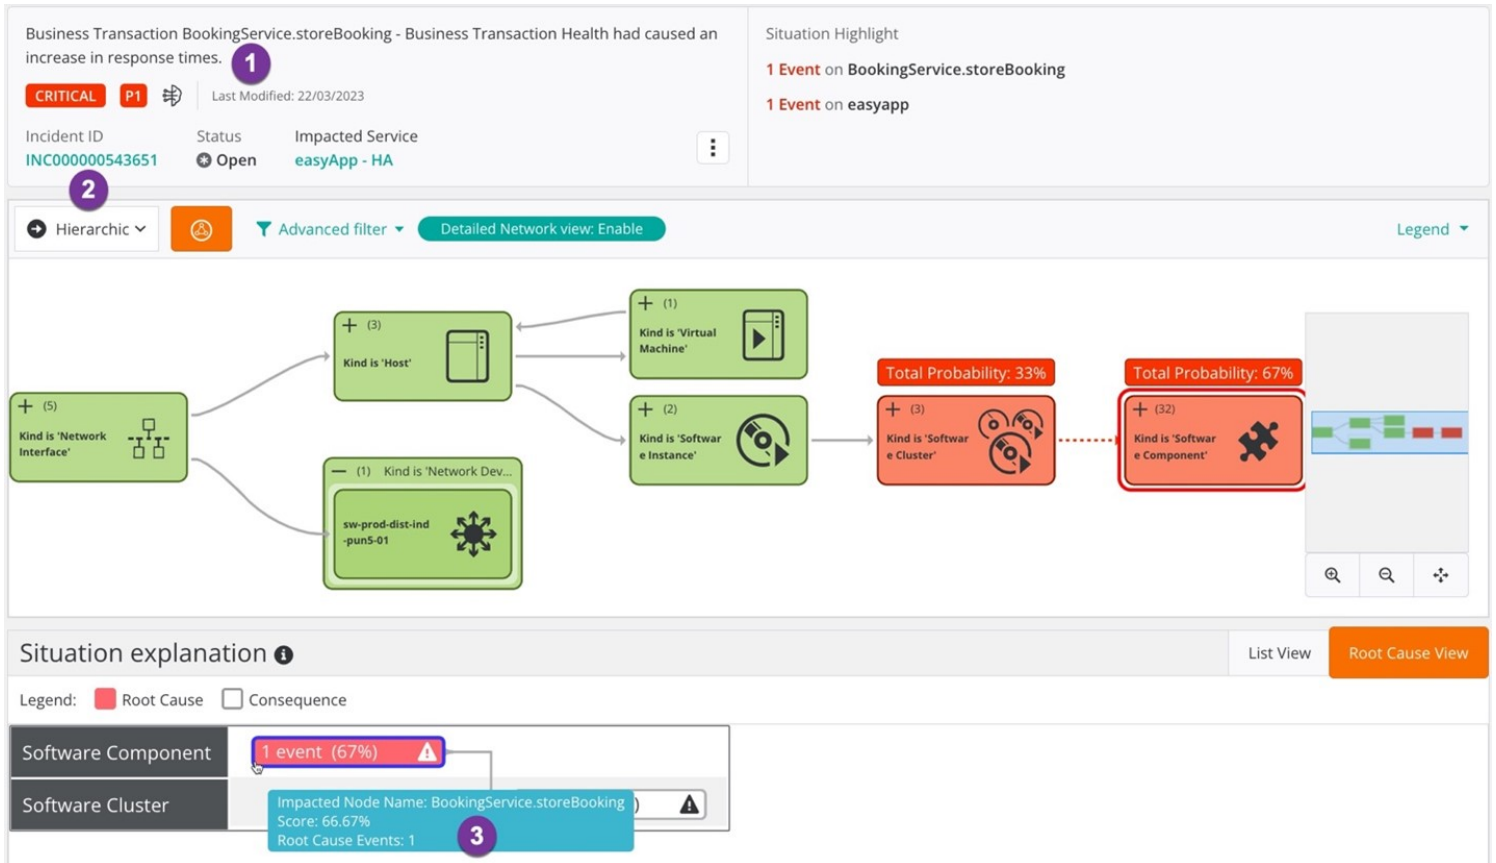 Business Transaction BookingService.storeBooking - Business Transaction Health had caused an
increase in response times.
1
CRITICAL P1 Last Modified: 22/03/2023
Incident ID Status Impacted Service
INC000000543651 Open easyApp - HA
2
Situation Highlight
1 Event on BookingService.storeBooking
1 Event on easyapp
Hierarchic Advanced filter Detailed Network view: Enable Legend
(5)
Kind is 'Network
Interface'
(3)
Kind is 'Host'
(1) Kind is 'Network Dev...
sw-prod-dist-ind
-pun5-01
(1)
Kind is 'Virtual
Machine'
(2)
Kind is 'Softwar
e Instance'
Total Probability: 33%
(3)
Kind is 'Softwar
e Cluster'
Total Probability: 67%
(32)
Kind is 'Softwar
e Component'
Situation explanation List View Root Cause View
Legend: Root Cause Consequence
Software Component 1 event (67%)
Software Cluster )
Impacted Node Name: BookingService.storeBooking
Score: 66.67%
Root Cause Events: 1
3